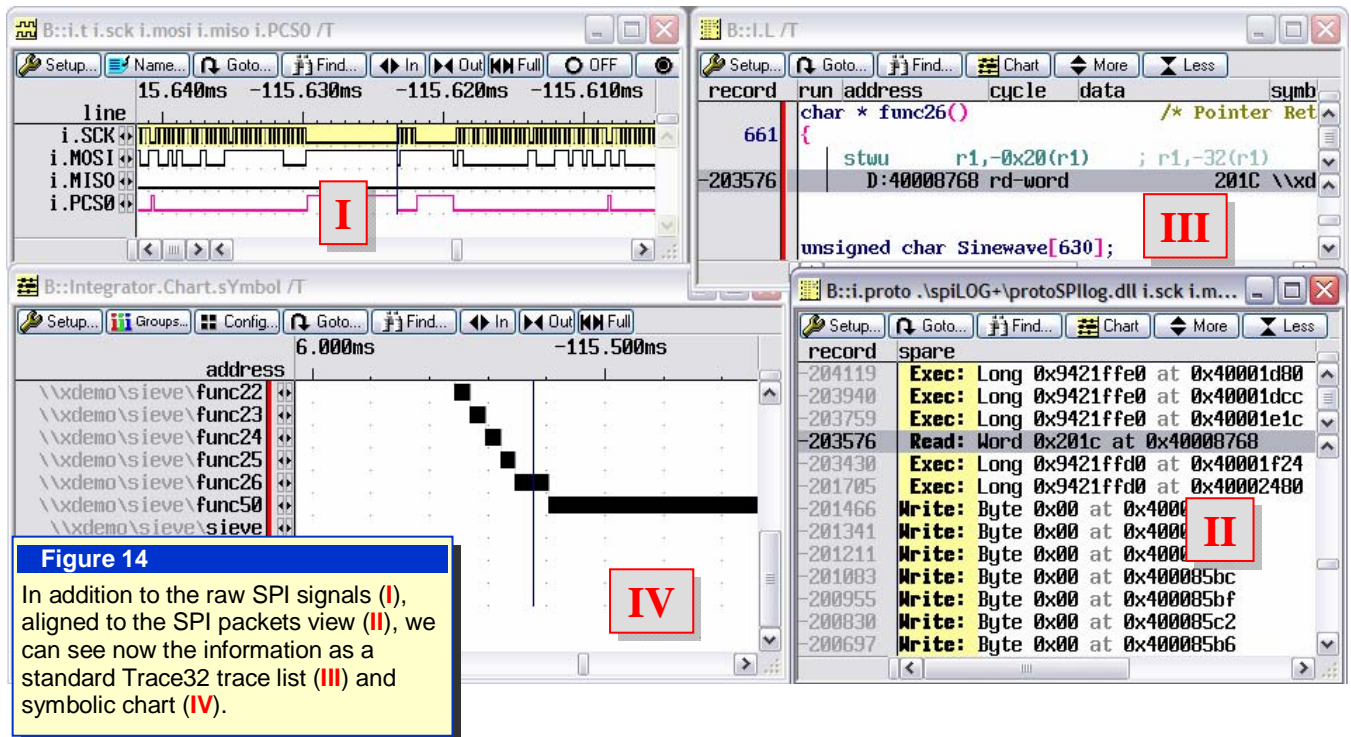 B::i.t i.sck i.mosi i.miso i.PCS0 /T
Setup... Name... Goto... Find... In Out Full OFF
15.640ms -115.630ms -115.620ms -115.610ms
line
i.SCK
i.MOSI
i.MISO
i.PCS0
I
B::I.L /T
Setup... Goto... Find... Chart More Less
record run address cycle data symb
char * func26() /* Pointer Ret
661 {
stwu r1,-0x20(r1) ; r1,-32(r1)
-203576 D:40008768 rd-word 201C \\xd
III
unsigned char Sinewave[630];
B::Integrator.Chart.sYmbol /T
Setup... Groups... Config... Goto... Find... In Out Full
6.000ms -115.500ms
address
\\xdemo\sieve\func22
\\xdemo\sieve\func23
\\xdemo\sieve\func24
\\xdemo\sieve\func25
\\xdemo\sieve\func26
\\xdemo\sieve\func50
\\xdemo\sieve\sieve
IV
B::i.proto .\spiLOG+\protoSPIlog.dll i.sck i.m...
Setup... Goto... Find... Chart More Less
record spare
-204119 Exec: Long 0x9421ffe0 at 0x40001d80
-203940 Exec: Long 0x9421ffe0 at 0x40001dcc
-203759 Exec: Long 0x9421ffe0 at 0x40001e1c
-203576 Read: Word 0x201c at 0x40008768
-203430 Exec: Long 0x9421ffd0 at 0x40001f24
-201705 Exec: Long 0x9421ffd0 at 0x40002480
-201466 Write: Byte 0x00 at 0x4000
-201341 Write: Byte 0x00 at 0x4000
-201211 Write: Byte 0x00 at 0x4000
-201083 Write: Byte 0x00 at 0x400085bc
-200955 Write: Byte 0x00 at 0x400085bf
-200830 Write: Byte 0x00 at 0x400085c2
-200697 Write: Byte 0x00 at 0x400085b6
II
Figure 14
In addition to the raw SPI signals (I),
aligned to the SPI packets view (II), we
can see now the information as a
standard Trace32 trace list (III) and
symbolic chart (IV).